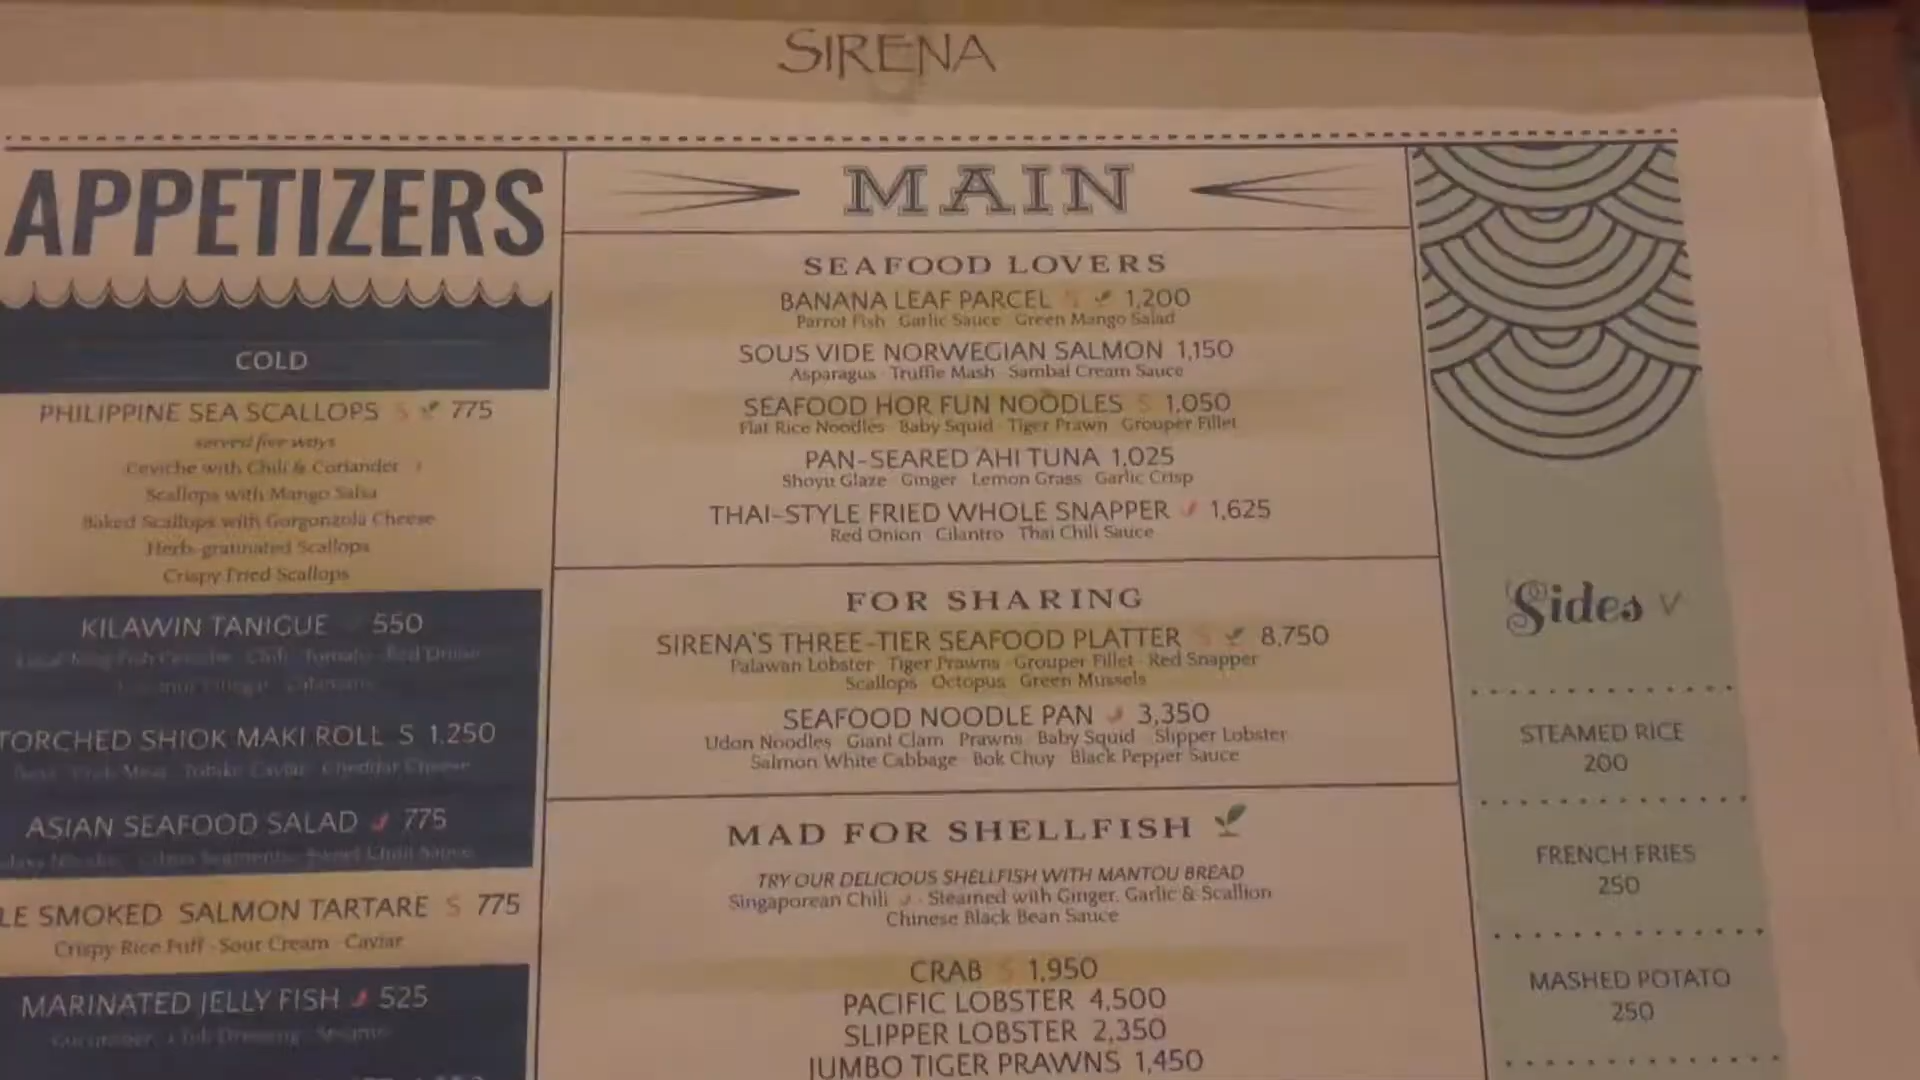 SIRENA
APPETIZERS
COLD
PHILIPPINE SEA SCALLOPS S 775
served five ways
Ceviche with Chili & Coriander
Scallops with Mango Salsa
Baked Scallops with Gorgonzola Cheese
Herb-gratinated Scallops
Crispy Fried Scallops
KILAWIN TANIGUE 550
TORCHED SHIOK MAKI ROLL S 1,250
Cheddar Cheese
ASIAN SEAFOOD SALAD 775
Sweet Chili Sauce
SMOKED SALMON TARTARE S 775
Crispy Rice Puff · Sour Cream · Caviar
MARINATED JELLY FISH 525
MAIN
SEAFOOD LOVERS
BANANA LEAF PARCEL S 1,200
Parrot Fish · Garlic Sauce · Green Mango Salad
SOUS VIDE NORWEGIAN SALMON 1,150
Asparagus · Truffle Mash · Sambal Cream Sauce
SEAFOOD HOR FUN NOODLES S 1,050
Flat Rice Noodles · Baby Squid · Tiger Prawn · Grouper Fillet
PAN-SEARED AHI TUNA 1,025
Shoyu Glaze · Ginger · Lemon Grass · Garlic Crisp
THAI-STYLE FRIED WHOLE SNAPPER 1,625
Red Onion · Cilantro · Thai Chili Sauce
FOR SHARING
SIRENA'S THREE-TIER SEAFOOD PLATTER S 8,750
Palawan Lobster · Tiger Prawns · Grouper Fillet · Red Snapper
Scallops · Octopus · Green Mussels
SEAFOOD NOODLE PAN 3,350
Udon Noodles · Giant Clam · Prawns · Baby Squid · Slipper Lobster
Salmon White Cabbage · Bok Choy · Black Pepper Sauce
MAD FOR SHELLFISH
TRY OUR DELICIOUS SHELLFISH WITH MANTOU BREAD
Singaporean Chili · Steamed with Ginger, Garlic & Scallion
Chinese Black Bean Sauce
CRAB S 1,950
PACIFIC LOBSTER 4,500
SLIPPER LOBSTER 2,350
JUMBO TIGER PRAWNS 1,450
Sides V
STEAMED RICE
200
FRENCH FRIES
250
MASHED POTATO
250